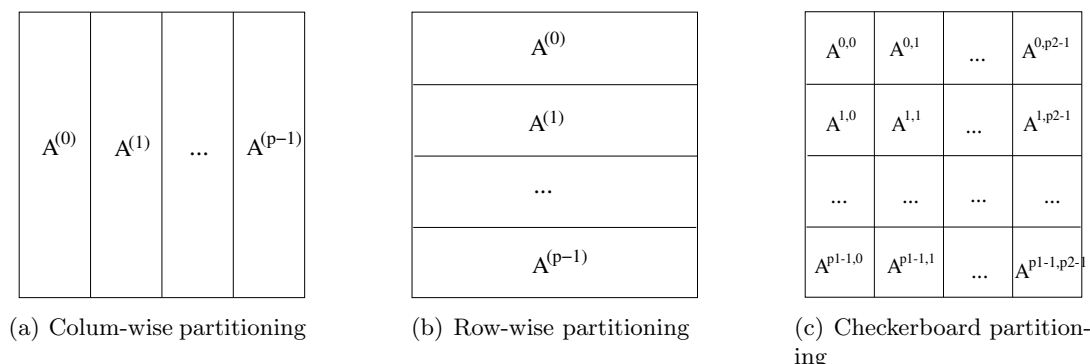 A(0) A(1) ... A(p−1)
(a) Colum-wise partitioning
A(0)
A(1)
...
A(p−1)
(b) Row-wise partitioning
A0,0 A0,1 ... A0,p2-1
A1,0 A1,1 ... A1,p2-1
... ... ... ...
Ap1-1,0 Ap1-1,1 ... Ap1-1,p2-1
(c) Checkerboard partition-
ing